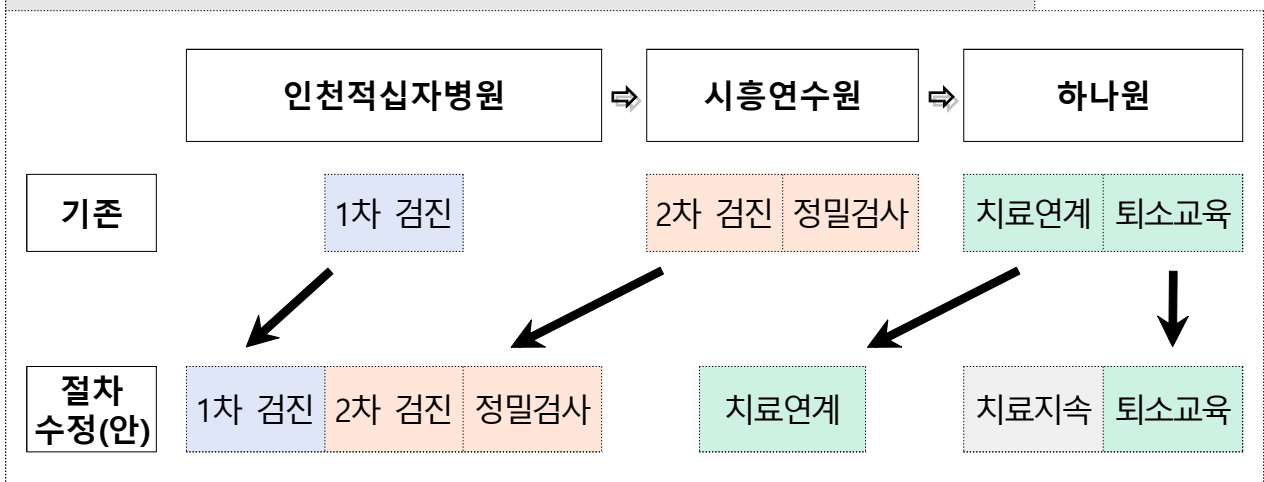 인천적십자병원 ⇨ 시흥연수원 ⇨ 하나원
기존 1차 검진 2차 검진 정밀검사 치료연계 퇴소교육
절차
수정(안)
1차 검진 2차 검진 정밀검사 치료연계 치료지속 퇴소교육